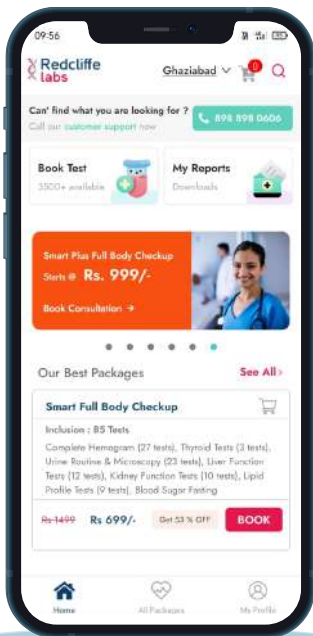 09:56
Redcliffe
labs
Ghaziabad
0
Can' find what you are looking for ?
Call our customer support now
898 898 0606
Book Test
3500+ available
My Reports
Downloads
Smart Plus Full Body Checkup
Starts @ Rs. 999/-
Book Consultation →
Our Best Packages
See All >
Smart Full Body Checkup
Inclusion : 85 Tests
Complete Hemogram (27 tests), Thyroid Tests (3 tests),
Urine Routine & Microscopy (23 tests), Liver Function
Tests (12 tests), Kidney Function Tests (10 tests), Lipid
Profile Tests (9 tests), Blood Sugar Fasting
Rs 1499 Rs 699/- Get 53 % OFF BOOK
Home
All Packages
My Profile